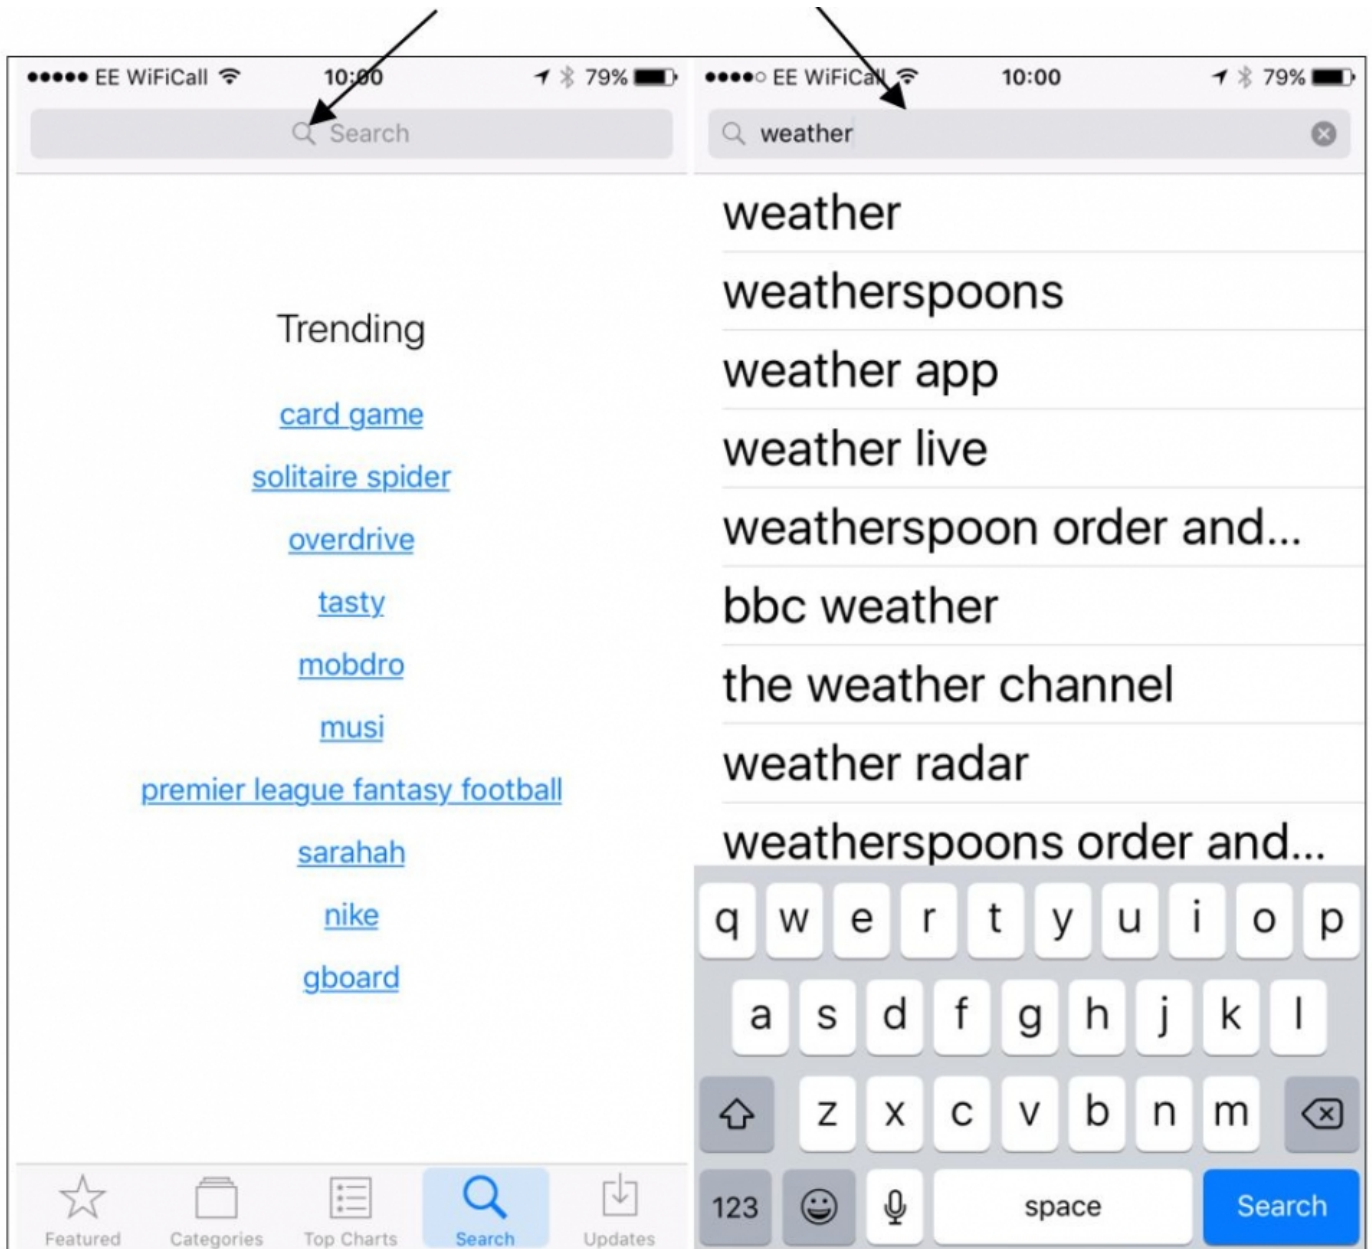 EE WiFiCall 10:00 79%
Search
Trending
card game
solitaire spider
overdrive
tasty
mobdro
musi
premier league fantasy football
sarahah
nike
gboard
Featured Categories Top Charts Search Updates
EE WiFiCall 10:00 79%
weather
weather
weatherspoons
weather app
weather live
weatherspoon order and...
bbc weather
the weather channel
weather radar
weatherspoons order and...
q w e r t y u i o p
a s d f g h j k l
z x c v b n m
123 space Search